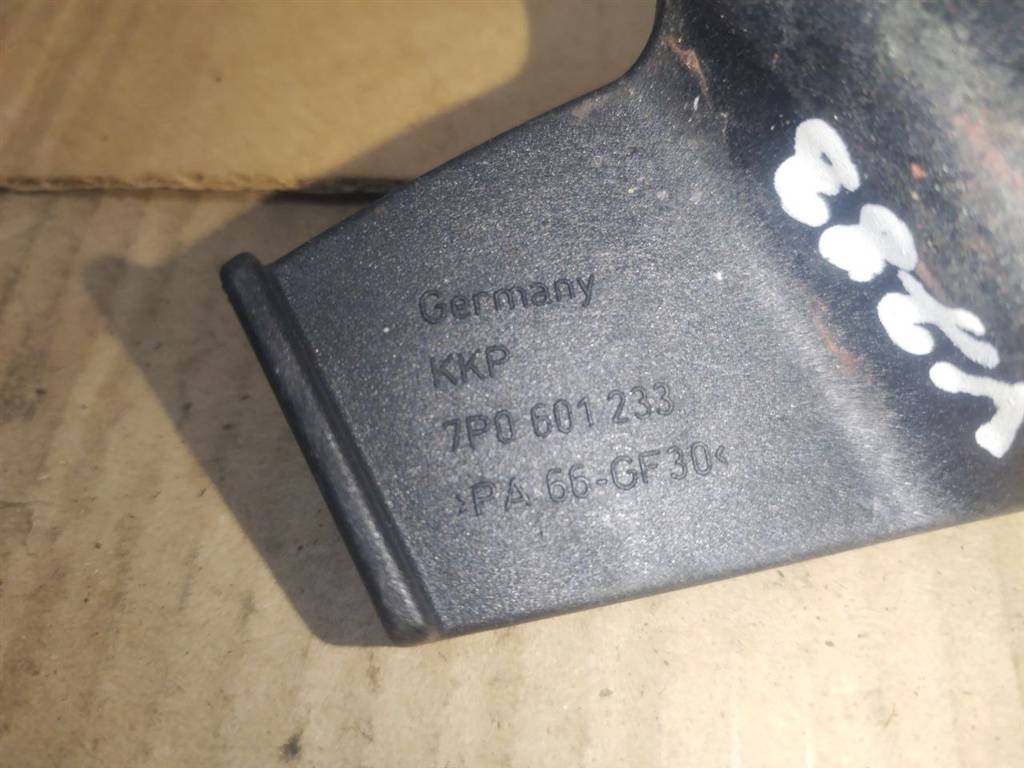 Germany
KKP
7P0 601 233
>PA 66-GF30<